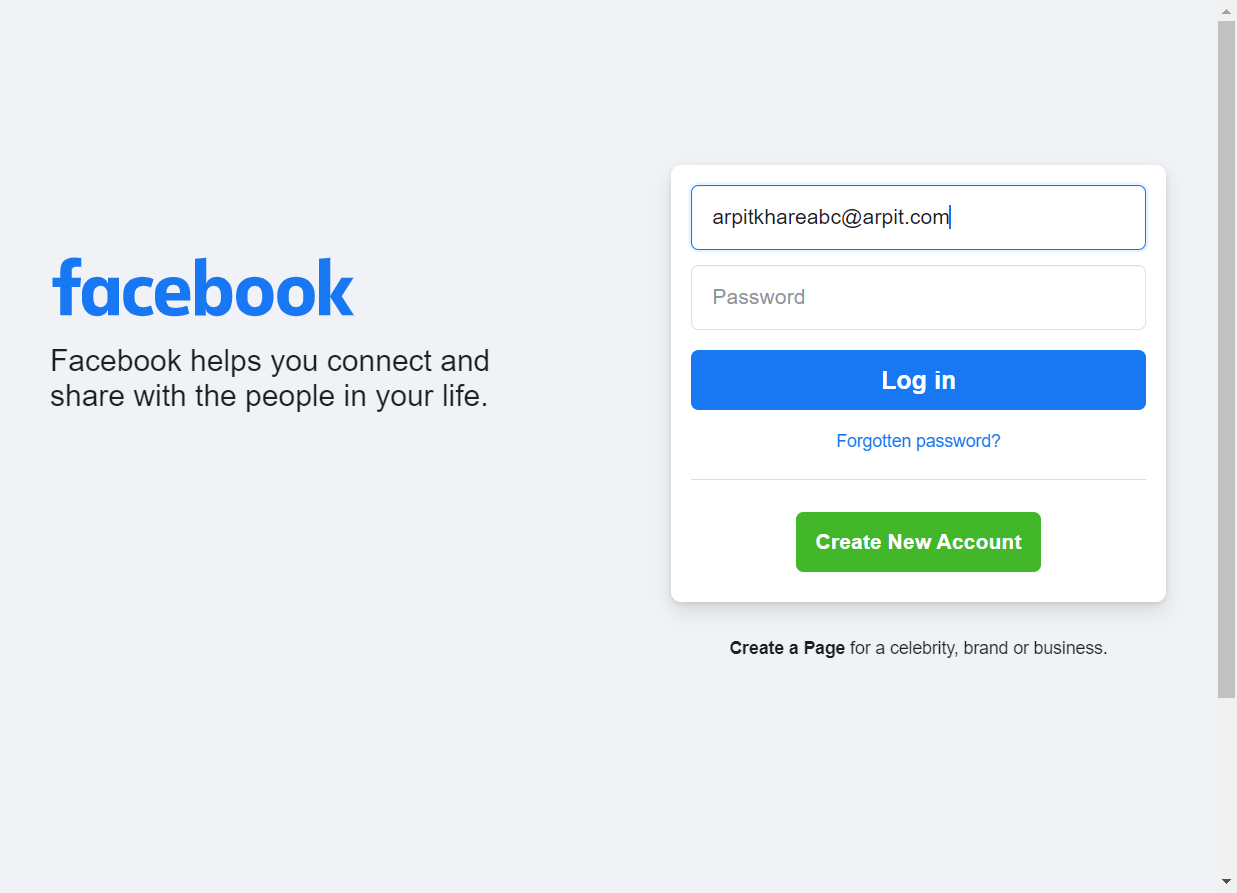 facebook
Facebook helps you connect and
share with the people in your life.
arpitkhareabc@arpit.com
Password
Log in
Forgotten password?
Create New Account
Create a Page for a celebrity, brand or business.